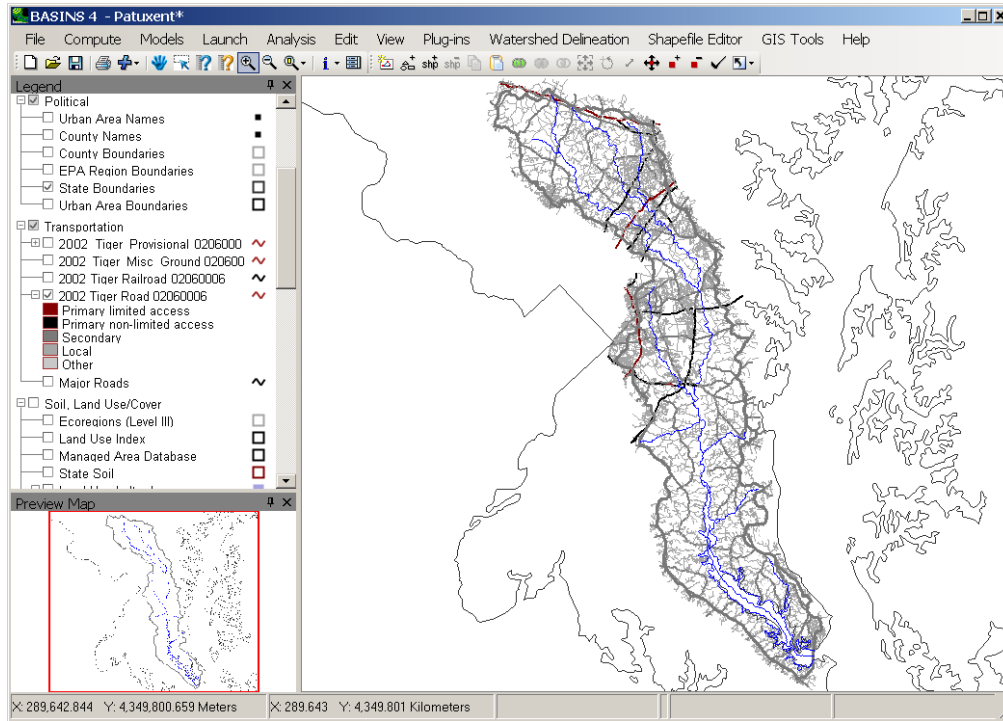 BASINS 4 - Patuxent*
File Compute Models Launch Analysis Edit View Plug-ins Watershed Delineation Shapefile Editor GIS Tools Help
shp shp
Legend
Political
Urban Area Names
County Names
County Boundaries
EPA Region Boundaries
State Boundaries
Urban Area Boundaries
Transportation
2002 Tiger Provisional 0206000
2002 Tiger Misc Ground 020600
2002 Tiger Railroad 02060006
2002 Tiger Road 02060006
Primary limited access
Primary non-limited access
Secondary
Local
Other
Major Roads
Soil, Land Use/Cover
Ecoregions (Level III)
Land Use Index
Managed Area Database
State Soil
Preview Map
X: 289,642.844 Y: 4,349,800.659 Meters X: 289.643 Y: 4,349.801 Kilometers